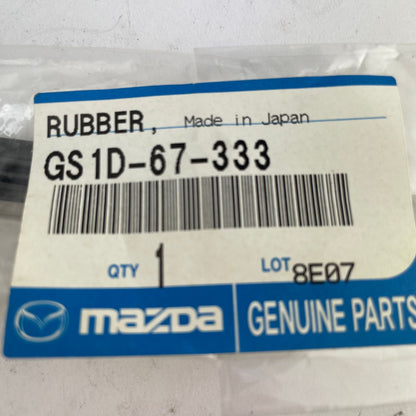 RUBBER, Made in Japan
GS1D-67-333
QTY 1 LOT 8E07
mazda GENUINE PARTS